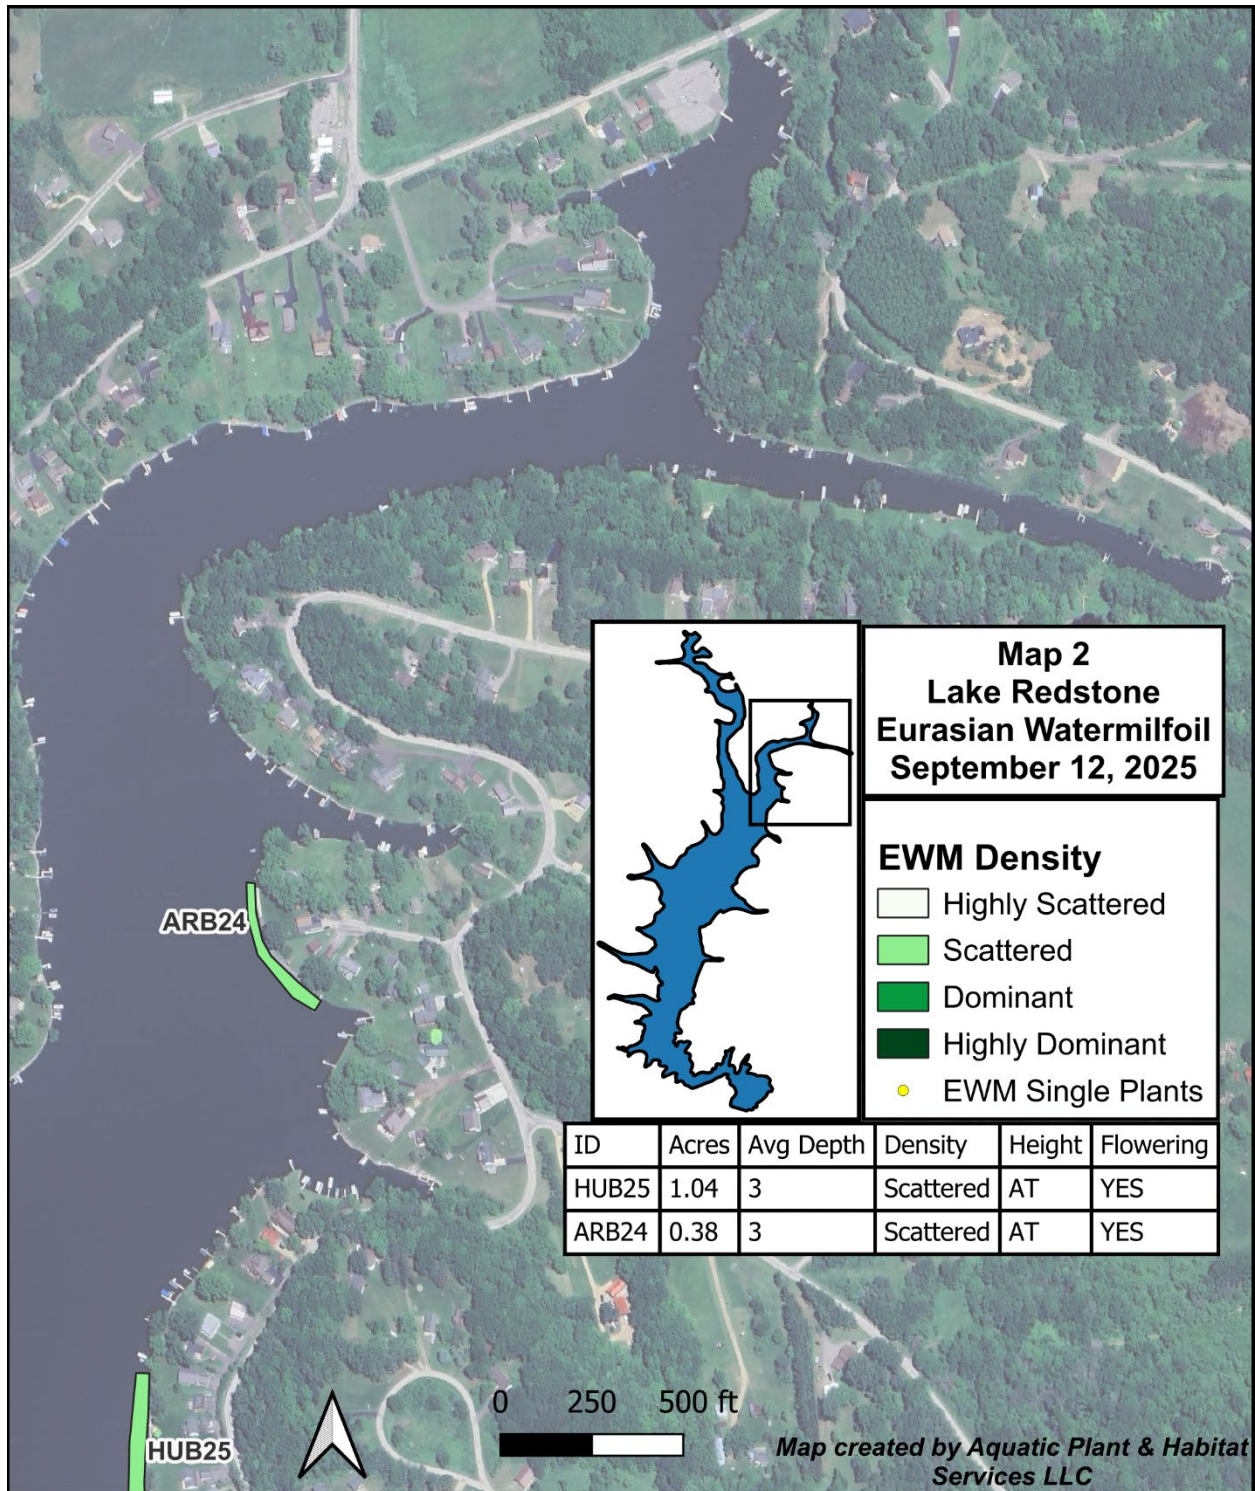 Map 2
Lake Redstone
Eurasian Watermilfoil
September 12, 2025
EWM Density
Highly Scattered
Scattered
Dominant
Highly Dominant
EWM Single Plants
ARB24
ID Acres Avg Depth Density Height Flowering
HUB25 1.04 3 Scattered AT YES
ARB24 0.38 3 Scattered AT YES
HUB25
0 250 500 ft
Map created by Aquatic Plant & Habitat
Services LLC